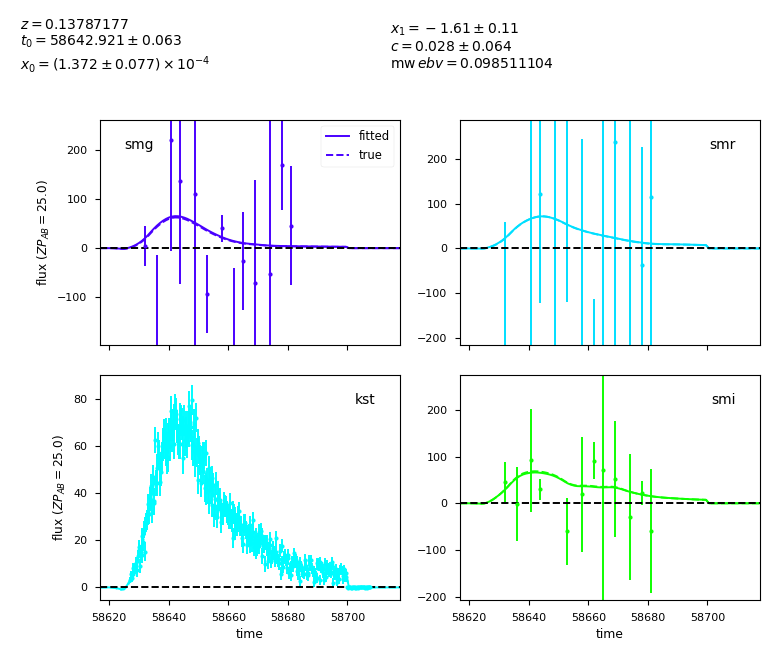 z = 0.13787177
t₀ = 58642.921 ± 0.063
x₀ = (1.372 ± 0.077) × 10⁻⁴
x₁ = −1.61 ± 0.11
c = 0.028 ± 0.064
mw ebv = 0.098511104
smg
fitted
true
200
100
0
−100
flux (ZP_AB = 25.0)
smr
200
100
0
−100
−200
kst
80
60
40
20
0
flux (ZP_AB = 25.0)
58620 58640 58660 58680 58700
time
smi
200
100
0
−100
−200
58620 58640 58660 58680 58700
time